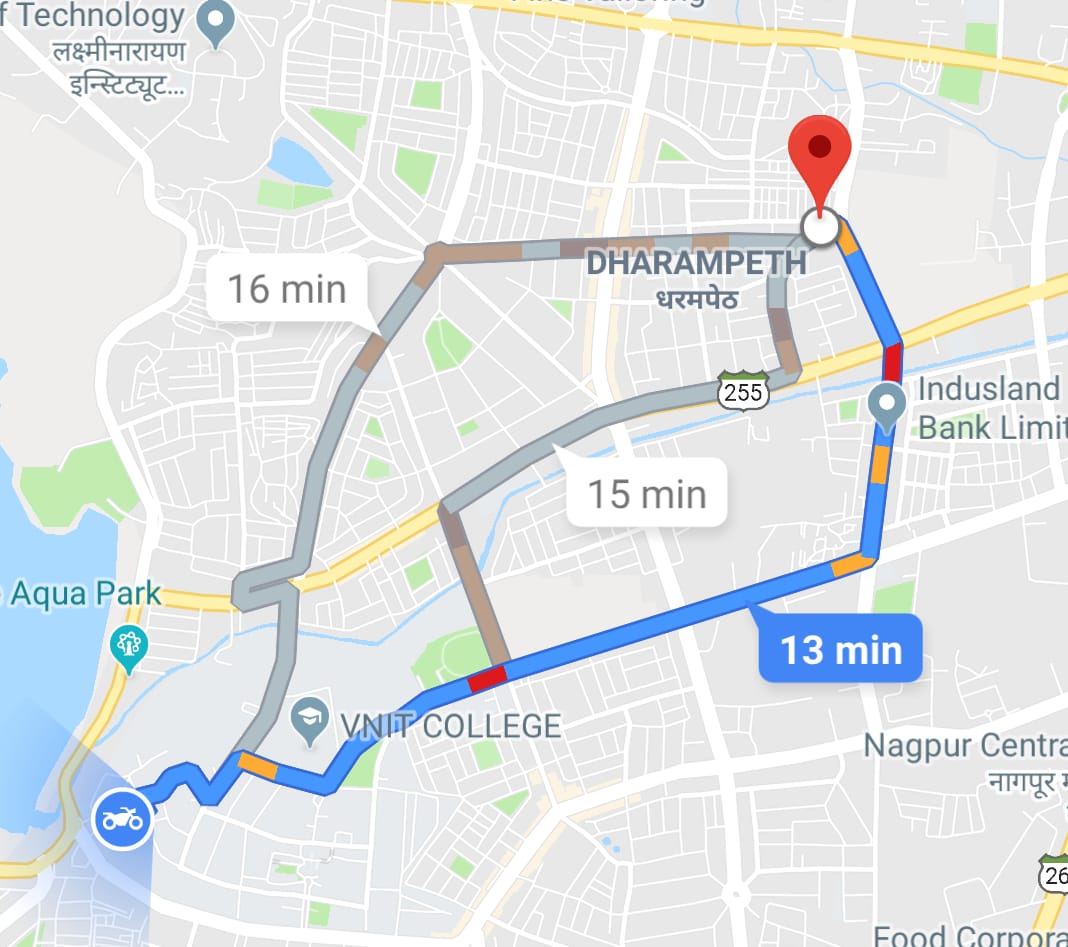 f Technology
लक्ष्मीनारायण
इन्स्टिट्यूट...
16 min
DHARAMPETH
धरमपेठ
255
Indusland
Bank Limit
15 min
Aqua Park
13 min
VNIT COLLEGE
Nagpur Centra
नागपूर
26
Food Corpora